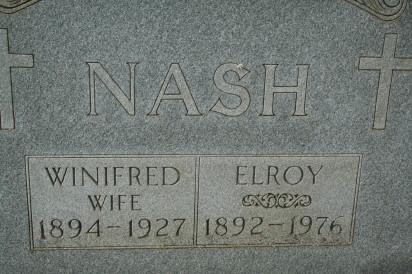 NASH
WINIFRED
WIFE
1894-1927
ELROY
1892-1976